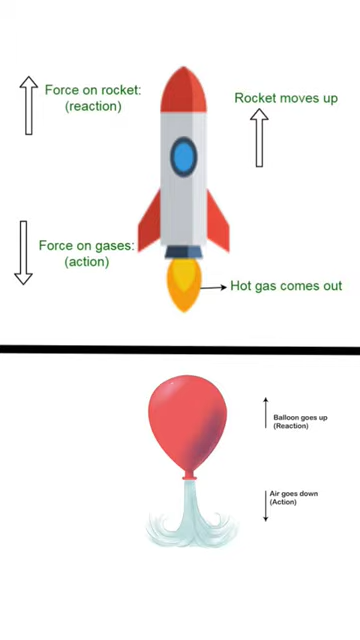 Force on rocket:
(reaction)
Rocket moves up
Force on gases:
(action)
Hot gas comes out
Balloon goes up
(Reaction)
Air goes down
(Action)